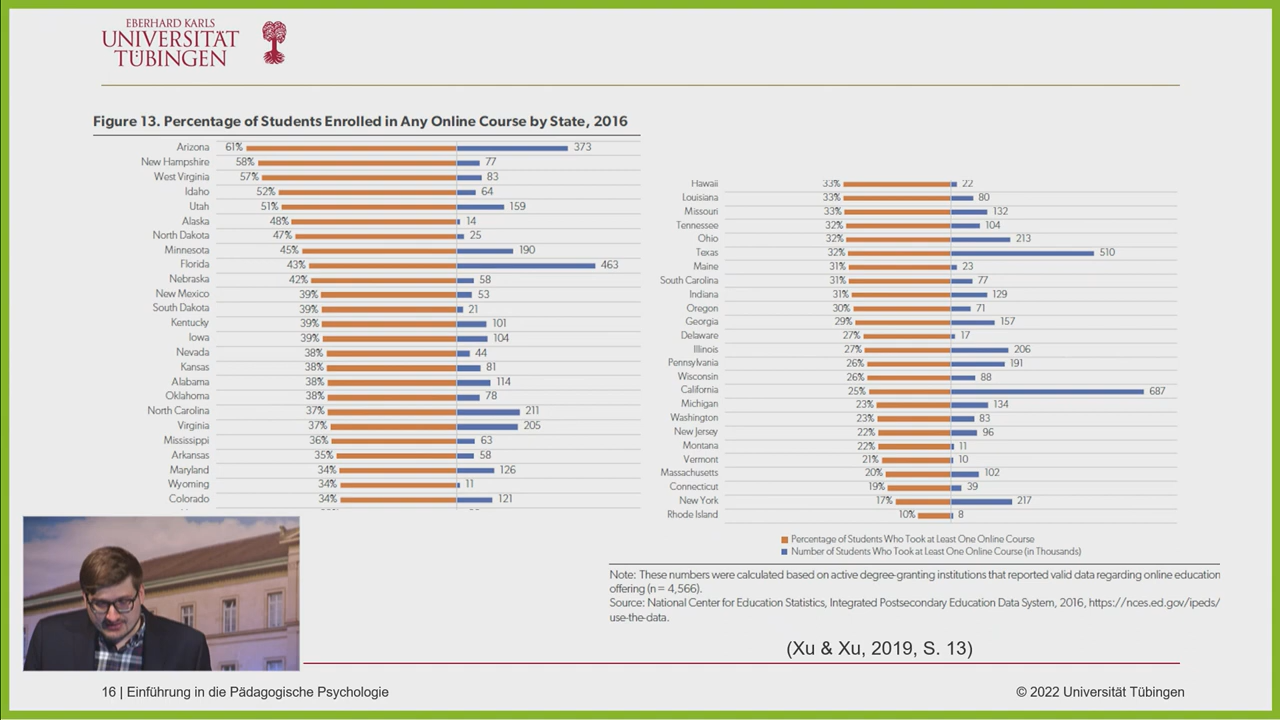 EBERHARD KARLS
UNIVERSITÄT
TÜBINGEN
Figure 13. Percentage of Students Enrolled in Any Online Course by State, 2016
Arizona 61% 373
New Hampshire 58% 77
West Virginia 57% 83
Idaho 52% 64
Utah 51% 159
Alaska 48% 14
North Dakota 47% 25
Minnesota 45% 190
Florida 43% 463
Nebraska 42% 58
New Mexico 39% 53
South Dakota 39% 21
Kentucky 39% 101
Iowa 39% 104
Nevada 38% 44
Kansas 38% 81
Alabama 38% 114
Oklahoma 38% 78
North Carolina 37% 211
Virginia 37% 205
Mississippi 36% 63
Arkansas 35% 58
Maryland 34% 126
Wyoming 34% 11
Colorado 34% 121
Hawaii 33% 22
Louisiana 33% 80
Missouri 33% 132
Tennessee 32% 104
Ohio 32% 213
Texas 32% 510
Maine 31% 23
South Carolina 31% 77
Indiana 31% 129
Oregon 30% 71
Georgia 29% 157
Delaware 27% 17
Illinois 27% 206
Pennsylvania 26% 191
Wisconsin 26% 88
California 25% 687
Michigan 23% 134
Washington 23% 83
New Jersey 22% 96
Montana 22% 11
Vermont 21% 10
Massachusetts 20% 102
Connecticut 19% 39
New York 17% 217
Rhode Island 10% 8
Percentage of Students Who Took at Least One Online Course
Number of Students Who Took at Least One Online Course (in Thousands)
Note: These numbers were calculated based on active degree-granting institutions that reported valid data regarding online education
offering (n = 4,566).
Source: National Center for Education Statistics, Integrated Postsecondary Education Data System, 2016, https://nces.ed.gov/ipeds/
use-the-data.
(Xu & Xu, 2019, S. 13)
16 | Einführung in die Pädagogische Psychologie
© 2022 Universität Tübingen